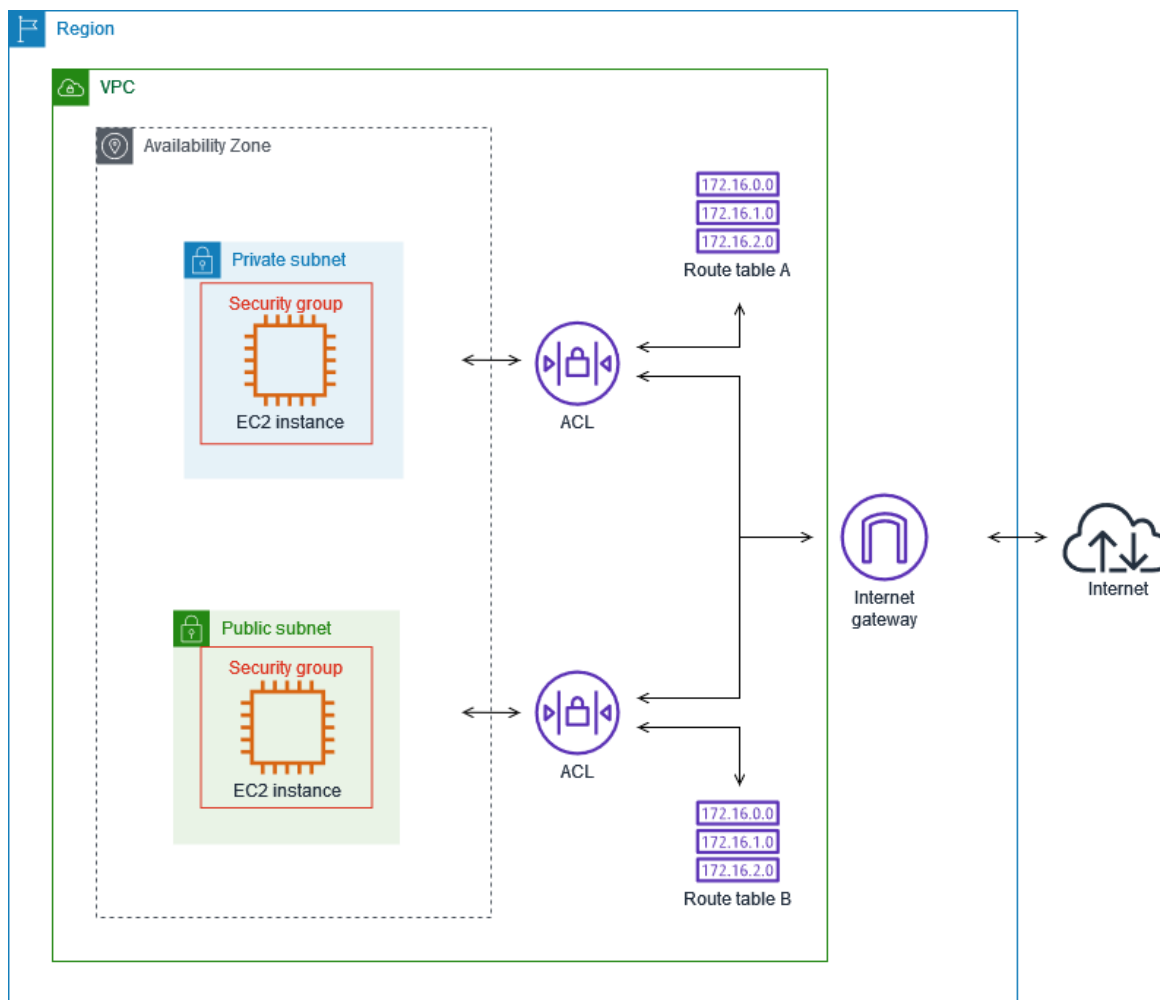 Region
VPC
Availability Zone
172.16.0.0
172.16.1.0
172.16.2.0
Route table A
Private subnet
Security group
EC2 instance
ACL
Internet
gateway
Internet
Public subnet
Security group
EC2 instance
ACL
172.16.0.0
172.16.1.0
172.16.2.0
Route table B